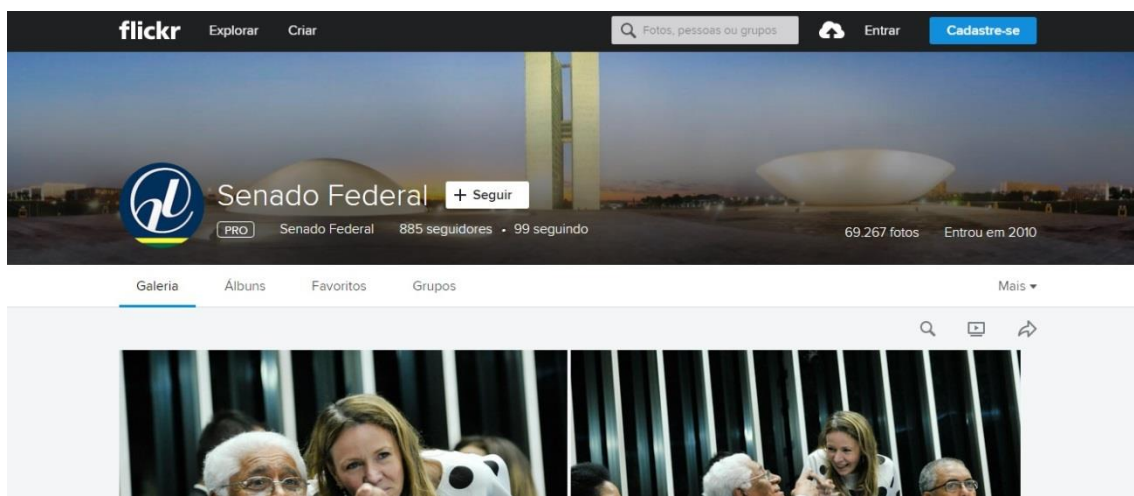 flickr Explorar Criar Fotos, pessoas ou grupos Entrar Cadastre-se
Senado Federal + Seguir
PRO Senado Federal 885 seguidores • 99 seguindo 69.267 fotos Entrou em 2010
Galeria Álbuns Favoritos Grupos Mais ▾